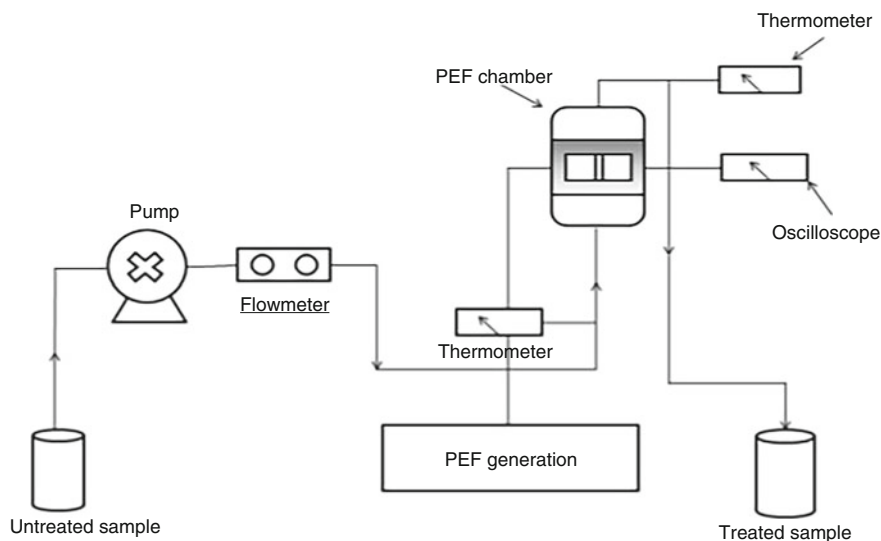 Thermometer
PEF chamber
Oscilloscope
Pump
Flowmeter
Thermometer
PEF generation
Untreated sample
Treated sample